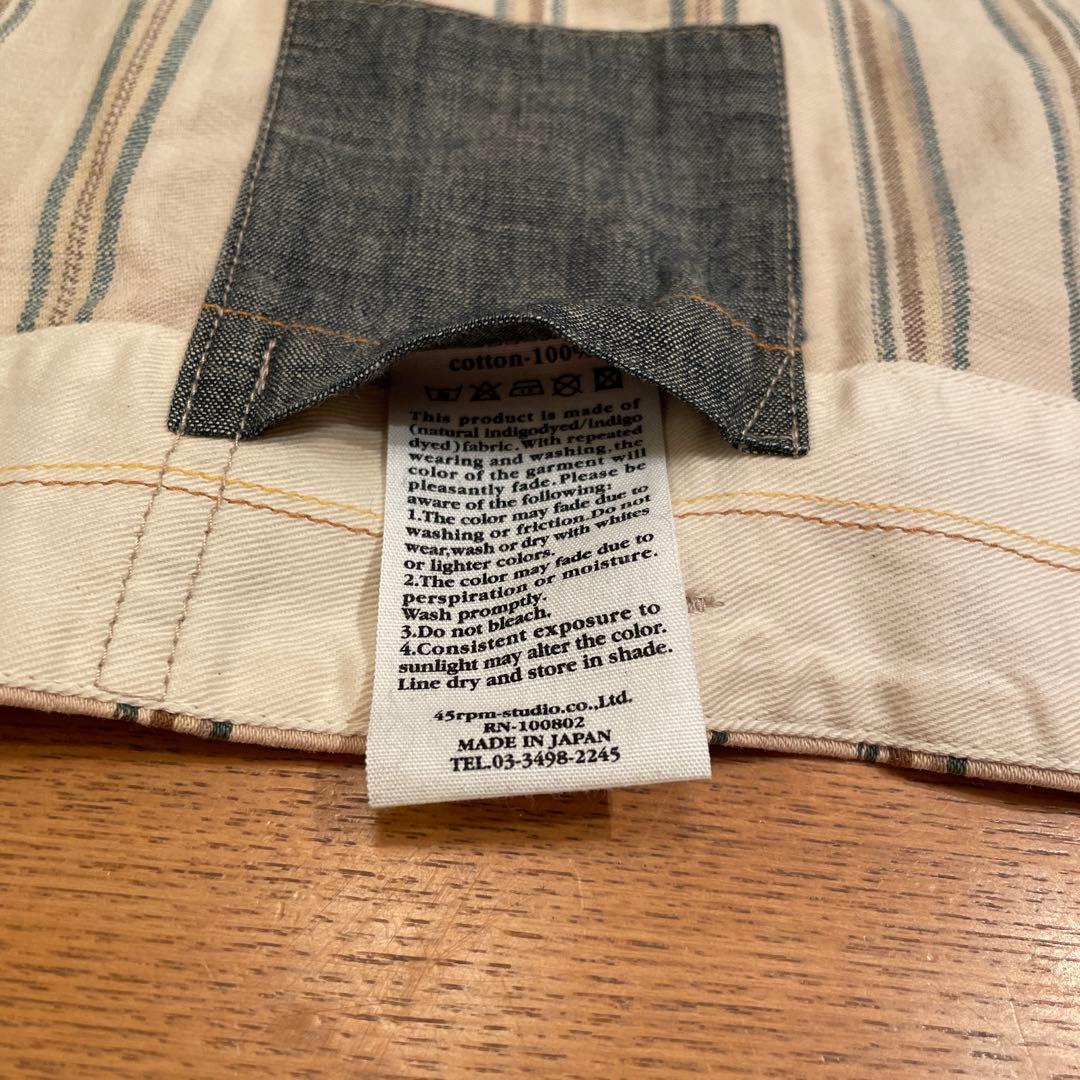 cotton-100%
This product is made of
(natural indigodyed/indigo
dyed)fabric.With repeated
wearing and washing,the
color of the garment will
pleasantly fade.Please be
aware of the following:
1.The color may fade due to
washing or friction.Do not
wear,wash or dry with whites
or lighter colors.
2.The color may fade due to
perspiration or moisture.
Wash promptly.
3.Do not bleach.
4.Consistent exposure to
sunlight may alter the color.
Line dry and store in shade.
45rpm-studio.co.,Ltd.
RN-100802
MADE IN JAPAN
TEL.03-3498-2245